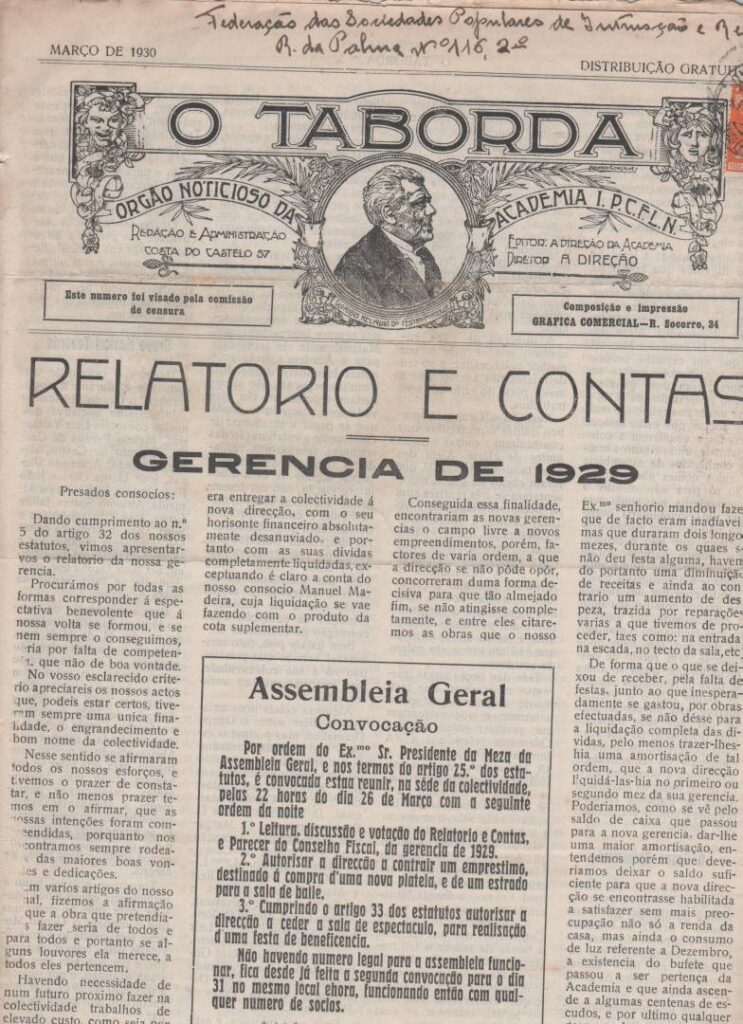 Federação das Sociedades Populares de Intrucção e Re
R. da Palma Nº 116, 2º
MARÇO DE 1930
DISTRIBUIÇÃO GRATUIT
O TABORDA
ORGÃO NOTICIOSO DA
ACADEMIA I. P. C. F. L. N.
REDAÇÃO E ADMINISTRAÇÃO
COSTA DO CASTELO 57
EDITOR: A DIREÇÃO DA ACADEMIA
DIRETOR A DIREÇÃO
Este numero foi visado pela comissão
de censura
Composição e impressão
GRAFICA COMERCIAL—R. Socorro, 34
RELATORIO E CONTAS
GERENCIA DE 1929
Presados consocios:
Dando cumprimento ao n.º
5 do artigo 32 dos nossos
estatutos, vimos apresentar-
vos o relatorio da nossa ge-
rencia.
Procurámos por todas as
formas corresponder á espe-
ctativa benevolente que á
nossa volta se formou, e se
nem sempre o conseguimos,
ria por falta de competen-
que não de boa vontade.
No vosso esclarecido crite-
rio apreciareis os nossos actos
que, podeis estar certos, tive-
ram sempre uma unica fina-
lidade, o engrandecimento e
bom nome da colectividade.
Nesse sentido se afirmaram
todos os nossos esforços, e
tivemos o prazer de consta-
tar, e não menos prazer te-
mos em o afirmar, que as
nossas intenções foram com-
endidas, porquanto nos
contramos sempre rodea-
das maiores boas von-
es e dedicações.
m varios artigos do nosso
nal, fizemos a afirmação
que a obra que pretendia-
s fazer seria de todos e
para todos e portanto se al-
guns louvores ela merece, a
todos eles pertencem.
Havendo necessidade de
num futuro proximo fazer na
colectividade trabalhos de
elevado custo, como seja por
era entregar a colectividade á
nova direcção, com o seu
horisonte financeiro absoluta-
mente desanuviado, e por-
tanto com as suas dividas
completamente liquidadas, ex-
ceptuando é claro a conta do
nosso consocio Manuel Ma-
deira, cuja liquidação se vae
fazendo com o produto da
cota suplementar.
Conseguida essa finalidade,
encontrariam as novas geren-
cias o campo livre a novos
empreendimentos, porém, fa-
ctores de varia ordem, a que
a direcção se não pôde opôr,
concorreram duma forma de-
cisiva para que tão almejado
fim, se não atingisse comple-
tamente, e entre eles citare-
mos as obras que o nosso
Assembleia Geral
Convocação
Por ordem do Ex.mo Sr. Presidente da Meza da
Assembleia Geral, e nos termos do artigo 25.º dos esta-
tutos, é convocada estaa reunir, na séde da colectividade,
pelas 22 horas do dia 26 de Março com a seguinte
ordem da noite
1.º Leitura, discussão e votação do Relatorio e Contas,
e Parecer do Conselho Fiscal, da gerencia de 1929.
2.º Autorisar a direcção a contrair um emprestimo,
destinado á compra d'uma nova plateia, e de um estrado
para a sala de baile.
3.º Cumprindo o artigo 33 dos estatutos autorisar a
direcção a ceder a sala de espectaculo, para realisação
d'uma festa de beneficencia.
Não havendo numero legal para a assembleia funcio-
nar, fica desde já feita a segunda convocação para o dia
31 no mesmo local ehora, funcionando então com qual-
quer numero de socios.
Ex.mo senhorio mandou faze
que de facto eram inadiavei
mas que duraram dois longo
mezes, durante os quaes s
não deu festa alguma, haven
do portanto uma diminuiçã
de receitas e ainda ao con
trario um aumento de des
peza, trazida por reparaçõe
varias a que tivemos de pro-
ceder, taes como: na entrada
na escada, no tecto da sala, etc.
De forma que o que se dei-
xou de receber, pela falta de
festas, junto ao que inespera-
damente se gastou, por obras
efectuadas, se não désse para
a liquidação completa das di-
vidas, pelo menos trazer-lhes-
hia uma amortisação de tal
ordem, que a nova direcção
liquidá-las-hia no primeiro ou
segundo mez da sua gerencia.
Poderiamos, como se vê pelo
saldo de caixa que passou
para a nova gerencia, dar-lhe
uma maior amortisação, en-
tendemos porém que deve-
riamos deixar o saldo sufi-
ciente para que a nova direc-
ção se encontrasse habilitada
a satisfazer sem mais preo-
cupação não só a renda da
casa, mas ainda o consumo
de luz referente a Dezembro,
a existencia do bufete que
passou a ser pertença da
Academia e que ainda ascen-
de a algumas centenas de es-
cudos, e por ultimo qualquer